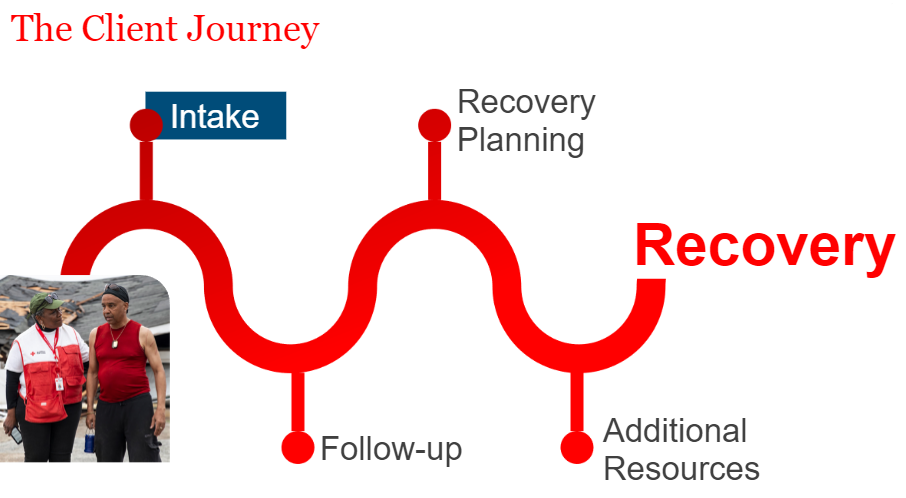 The Client Journey
Intake
Recovery
Planning
Recovery
Follow-up
Additional
Resources